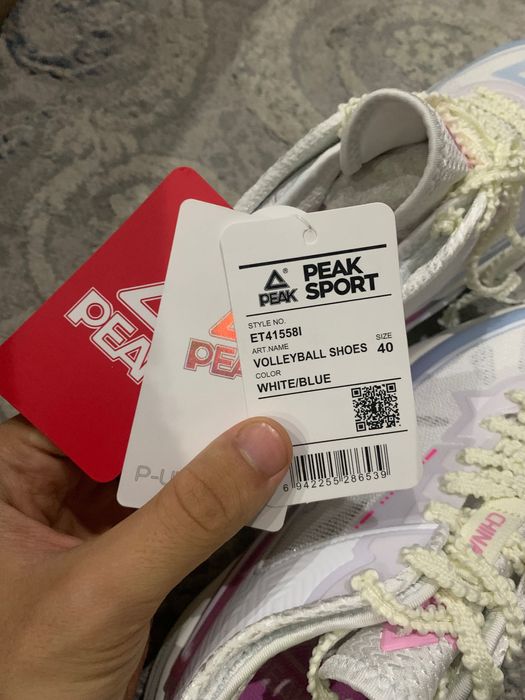 PEAK
PEAK SPORT
STYLE NO.
ET41558I
ART.NAME
VOLLEYBALL SHOES
SIZE
40
COLOR
WHITE/BLUE
6 942255 286539
PEAK
CHINA